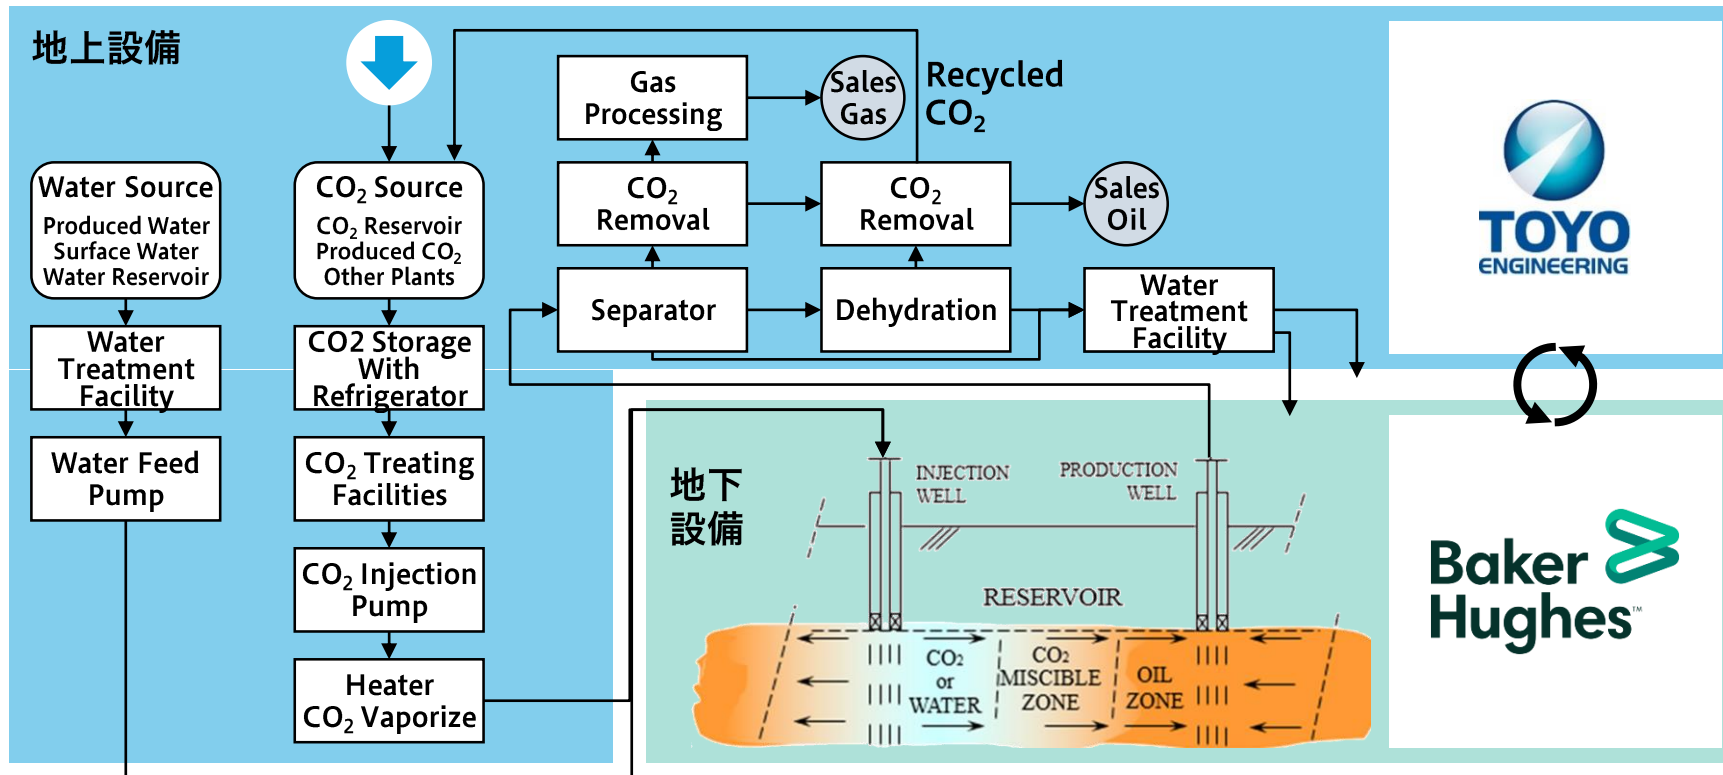 地上設備
Water Source
Produced Water
Surface Water
Water Reservoir
Water
Treatment
Facility
Water Feed
Pump
CO₂ Source
CO₂ Reservoir
Produced CO₂
Other Plants
CO2 Storage
With
Refrigerator
CO₂ Treating
Facilities
CO₂ Injection
Pump
Heater
CO₂ Vaporize
Gas
Processing
Sales
Gas
Recycled
CO₂
CO₂
Removal
CO₂
Removal
Sales
Oil
Separator
Dehydration
Water
Treatment
Facility
TOYO
ENGINEERING
地下
設備
INJECTION
WELL
PRODUCTION
WELL
RESERVOIR
CO₂
or
WATER
CO₂
MISCIBLE
ZONE
OIL
ZONE
Baker
Hughes™